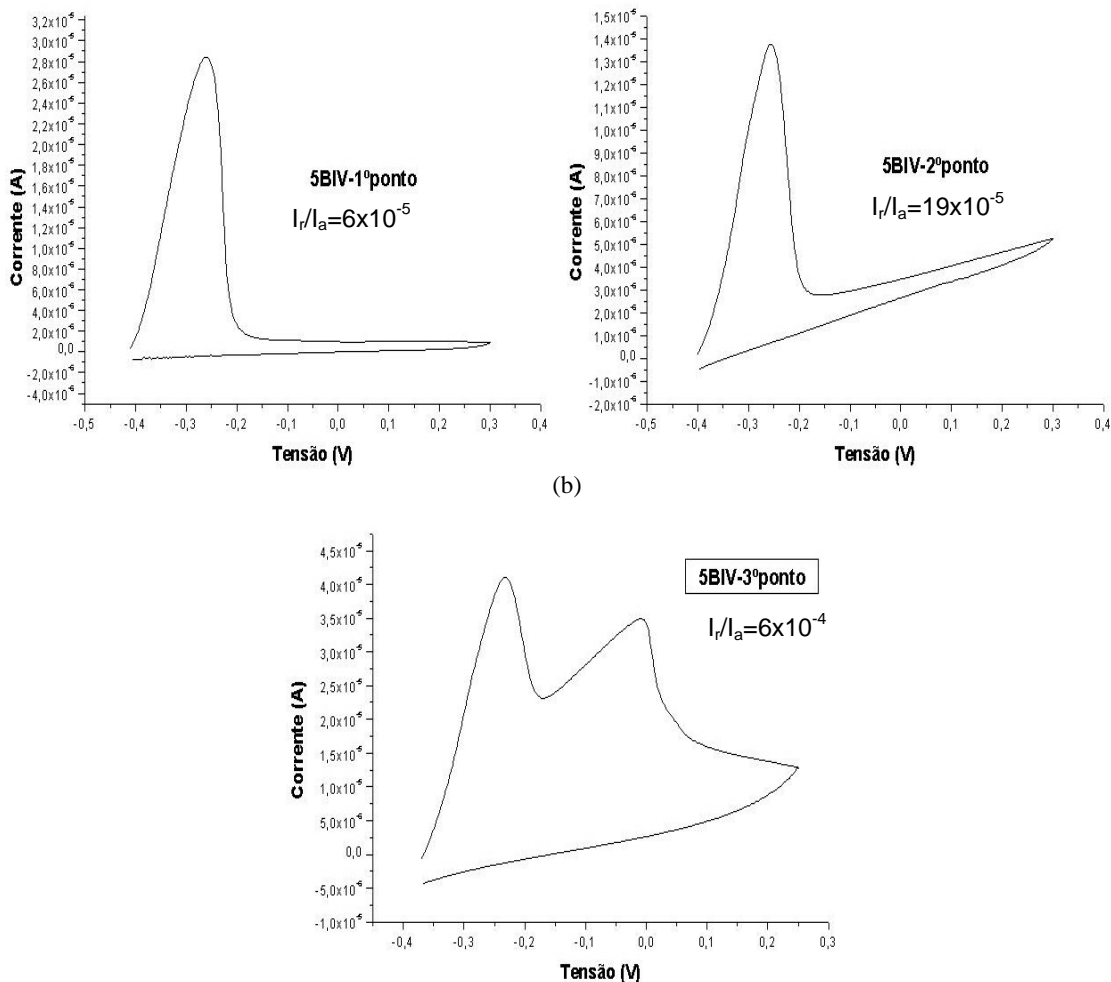 3,2x10⁻⁵
3,0x10⁻⁵
2,8x10⁻⁵
2,6x10⁻⁵
2,4x10⁻⁵
2,2x10⁻⁵
2,0x10⁻⁵
1,8x10⁻⁵
1,6x10⁻⁵
1,4x10⁻⁵
1,2x10⁻⁵
1,0x10⁻⁵
8,0x10⁻⁶
6,0x10⁻⁶
4,0x10⁻⁶
2,0x10⁻⁶
0,0
-2,0x10⁻⁶
-4,0x10⁻⁶
Corrente (A)
5BIV-1ºponto
Iᵣ/Iₐ=6x10⁻⁵
-0,5 -0,4 -0,3 -0,2 -0,1 0,0 0,1 0,2 0,3 0,4
Tensão (V)
1,5x10⁻⁵
1,4x10⁻⁵
1,3x10⁻⁵
1,2x10⁻⁵
1,1x10⁻⁵
1,0x10⁻⁵
9,0x10⁻⁶
8,0x10⁻⁶
7,0x10⁻⁶
6,0x10⁻⁶
5,0x10⁻⁶
4,0x10⁻⁶
3,0x10⁻⁶
2,0x10⁻⁶
1,0x10⁻⁶
0,0
-1,0x10⁻⁶
-2,0x10⁻⁶
Corrente (A)
5BIV-2ºponto
Iᵣ/Iₐ=19x10⁻⁵
-0,5 -0,4 -0,3 -0,2 -0,1 0,0 0,1 0,2 0,3 0,4
Tensão (V)
(b)
4,5x10⁻⁵
4,0x10⁻⁵
3,5x10⁻⁵
3,0x10⁻⁵
2,5x10⁻⁵
2,0x10⁻⁵
1,5x10⁻⁵
1,0x10⁻⁵
5,0x10⁻⁶
0,0
-5,0x10⁻⁶
-1,0x10⁻⁵
Corrente (A)
5BIV-3ºponto
Iᵣ/Iₐ=6x10⁻⁴
-0,4 -0,3 -0,2 -0,1 0,0 0,1 0,2 0,3
Tensão (V)